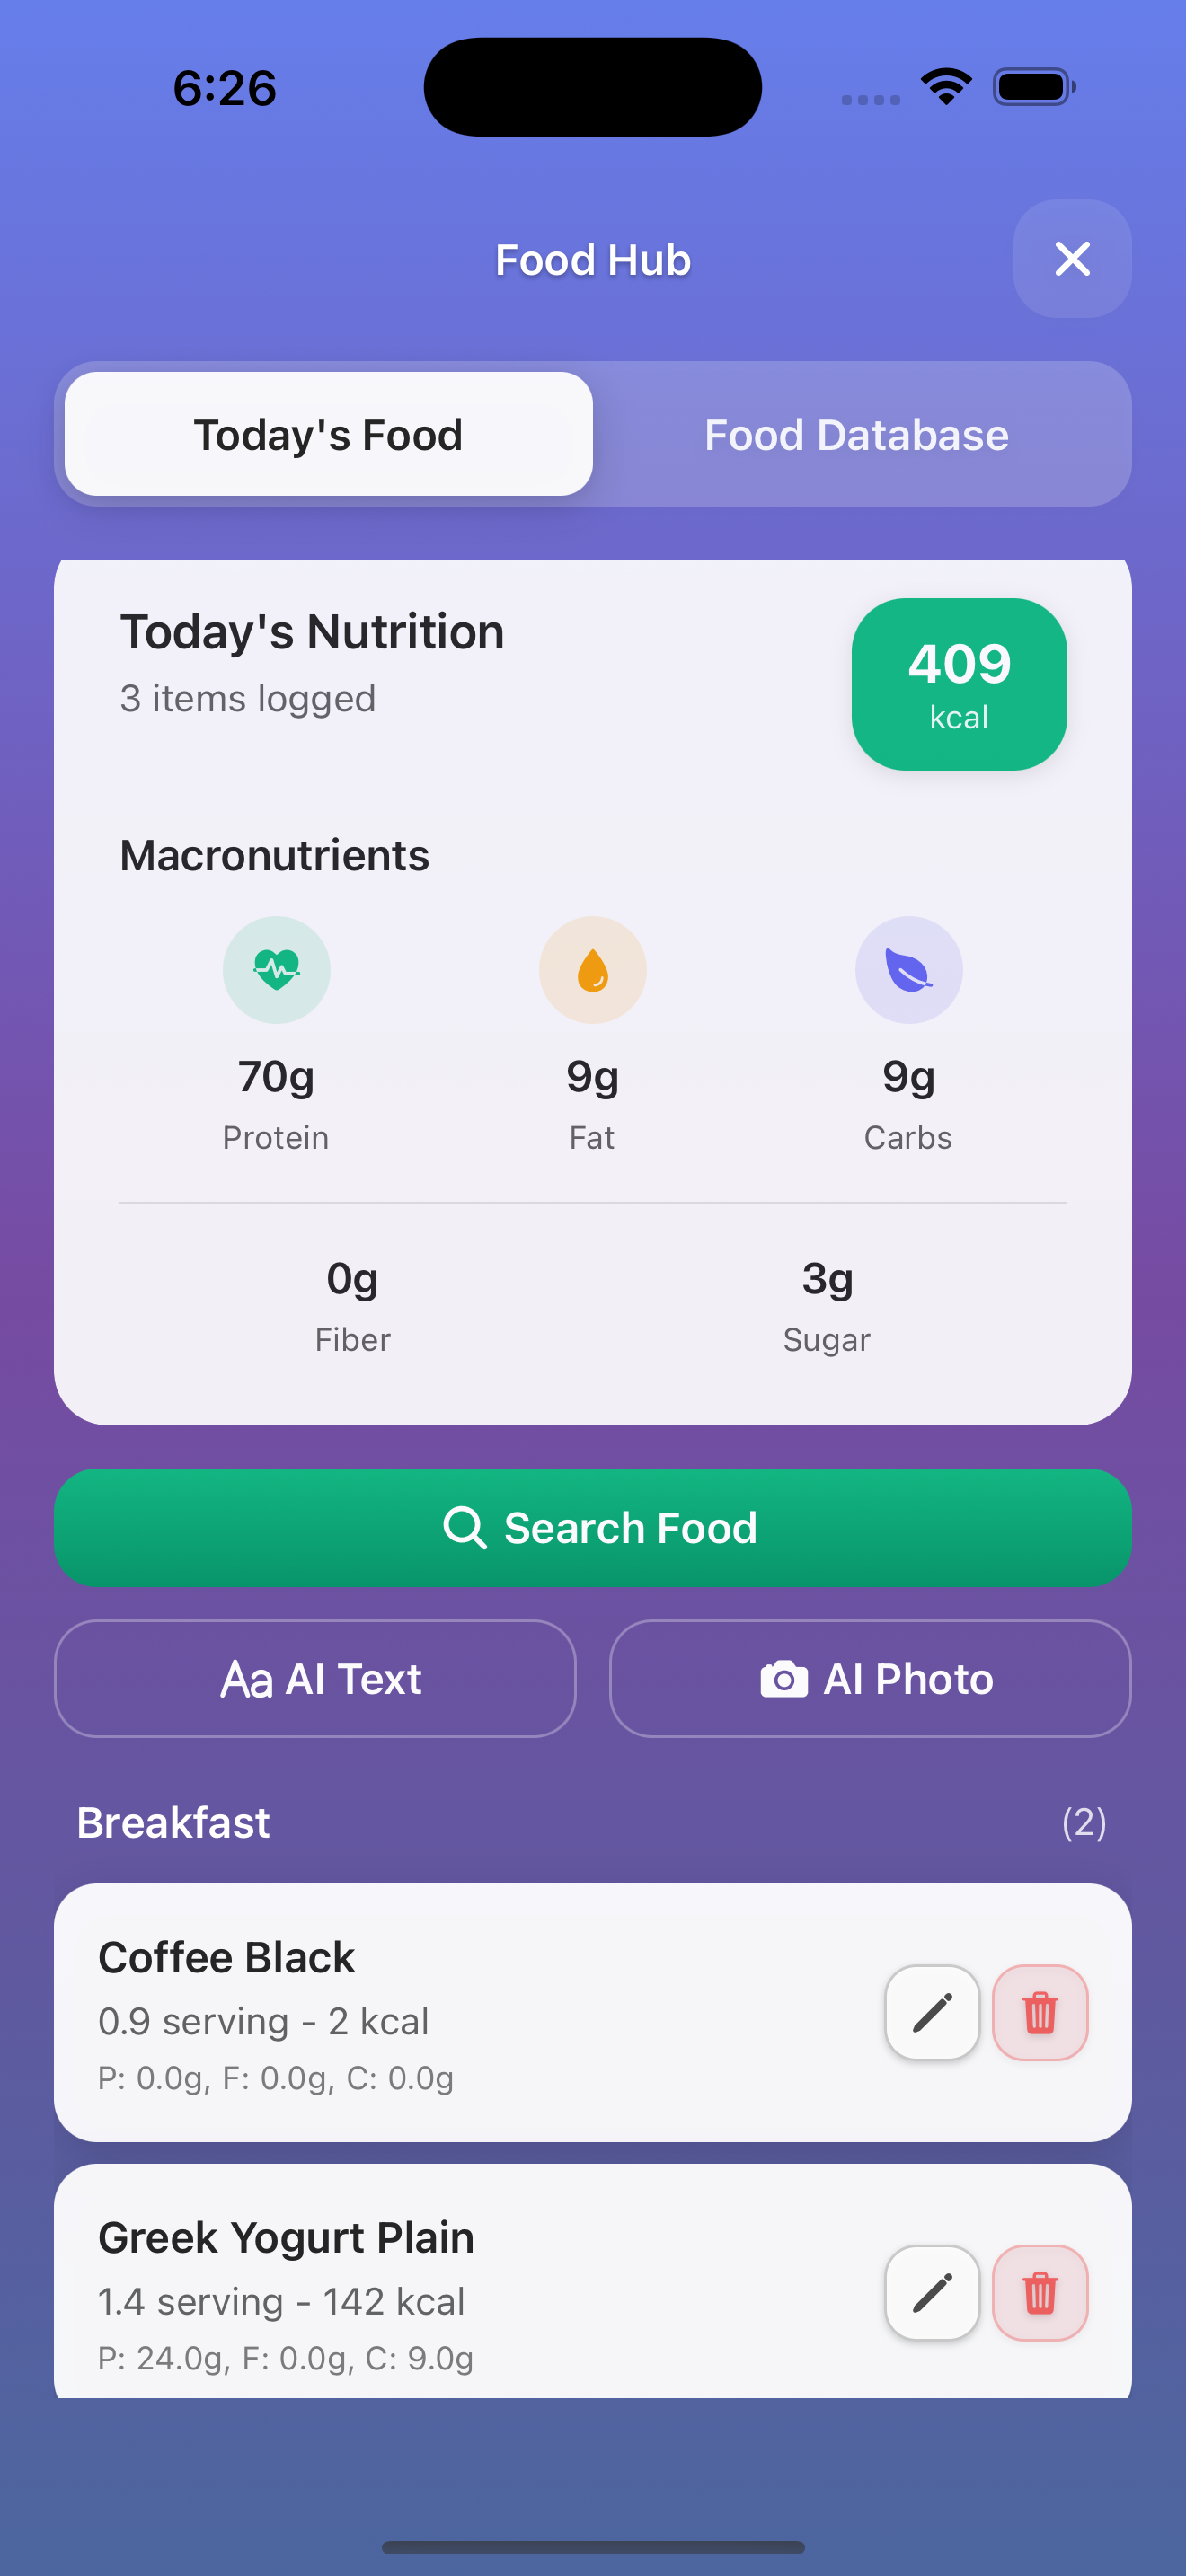 6:26
Food Hub
Today's Food
Food Database
Today's Nutrition
3 items logged
409
kcal
Macronutrients
70g
Protein
9g
Fat
9g
Carbs
0g
Fiber
3g
Sugar
Search Food
Aa AI Text
AI Photo
Breakfast
(2)
Coffee Black
0.9 serving - 2 kcal
P: 0.0g, F: 0.0g, C: 0.0g
Greek Yogurt Plain
1.4 serving - 142 kcal
P: 24.0g, F: 0.0g, C: 9.0g